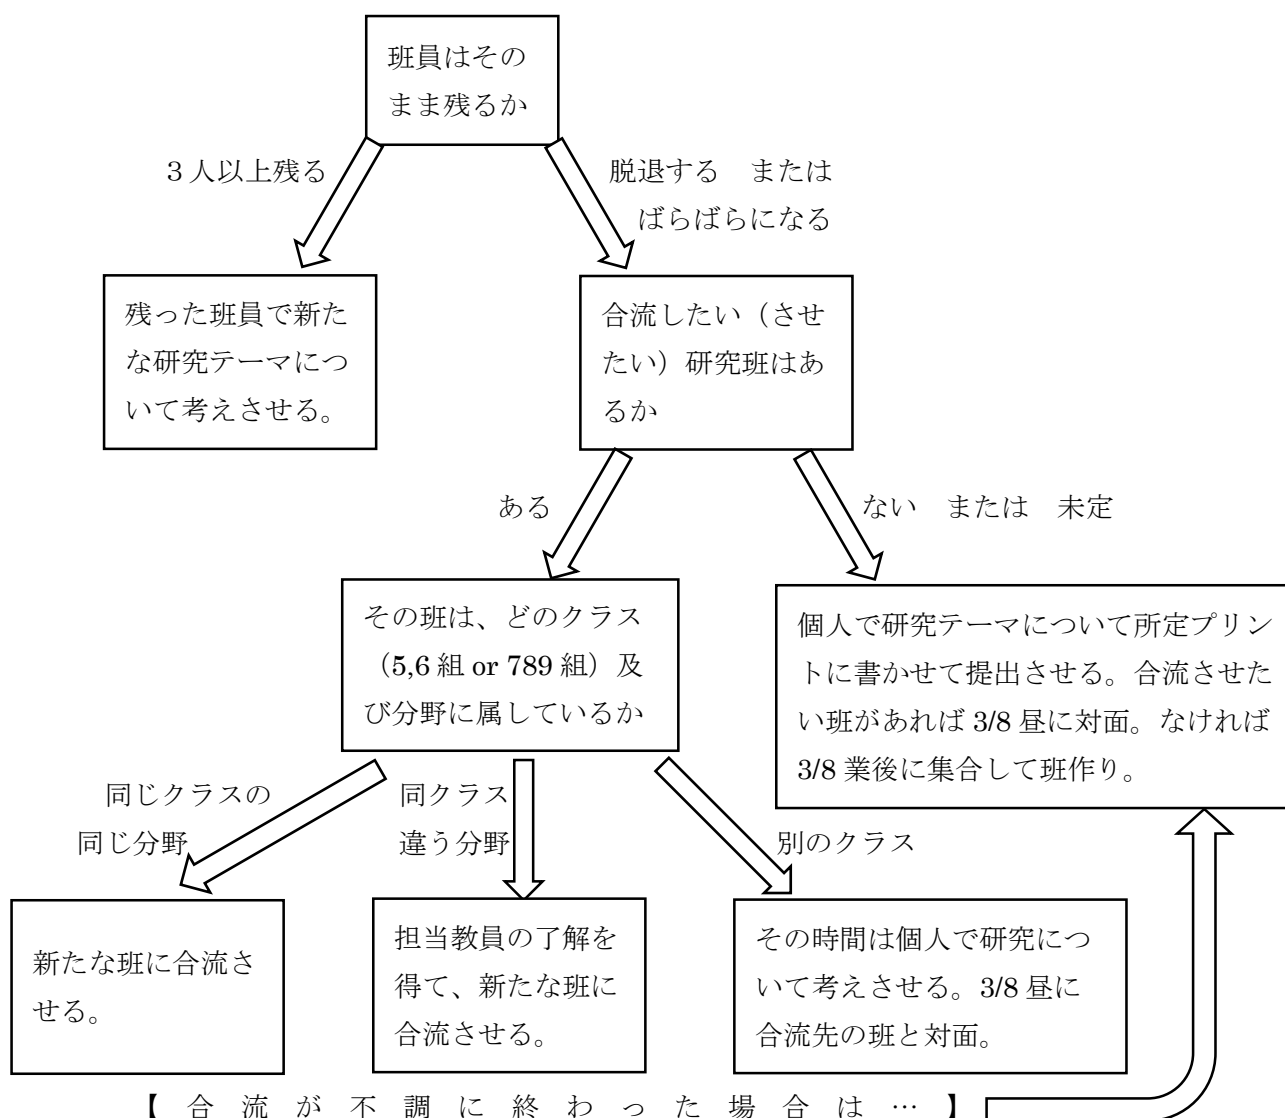 班員はその
まま残るか
３人以上残る
脱退する　または
ばらばらになる
残った班員で新た
な研究テーマにつ
いて考えさせる。
合流したい（させ
たい）研究班はあ
るか
ある
ない　または　未定
その班は、どのクラス
（5,6 組 or 789 組）及
び分野に属しているか
個人で研究テーマについて所定プリン
トに書かせて提出させる。合流させた
い班があれば 3/8 昼に対面。なければ
3/8 業後に集合して班作り。
同じクラスの
同じ分野
同クラス
違う分野
別のクラス
新たな班に合流さ
せる。
担当教員の了解を
得て、新たな班に
合流させる。
その時間は個人で研究につ
いて考えさせる。3/8 昼に
合流先の班と対面。
【合流が不調に終わった場合は…】